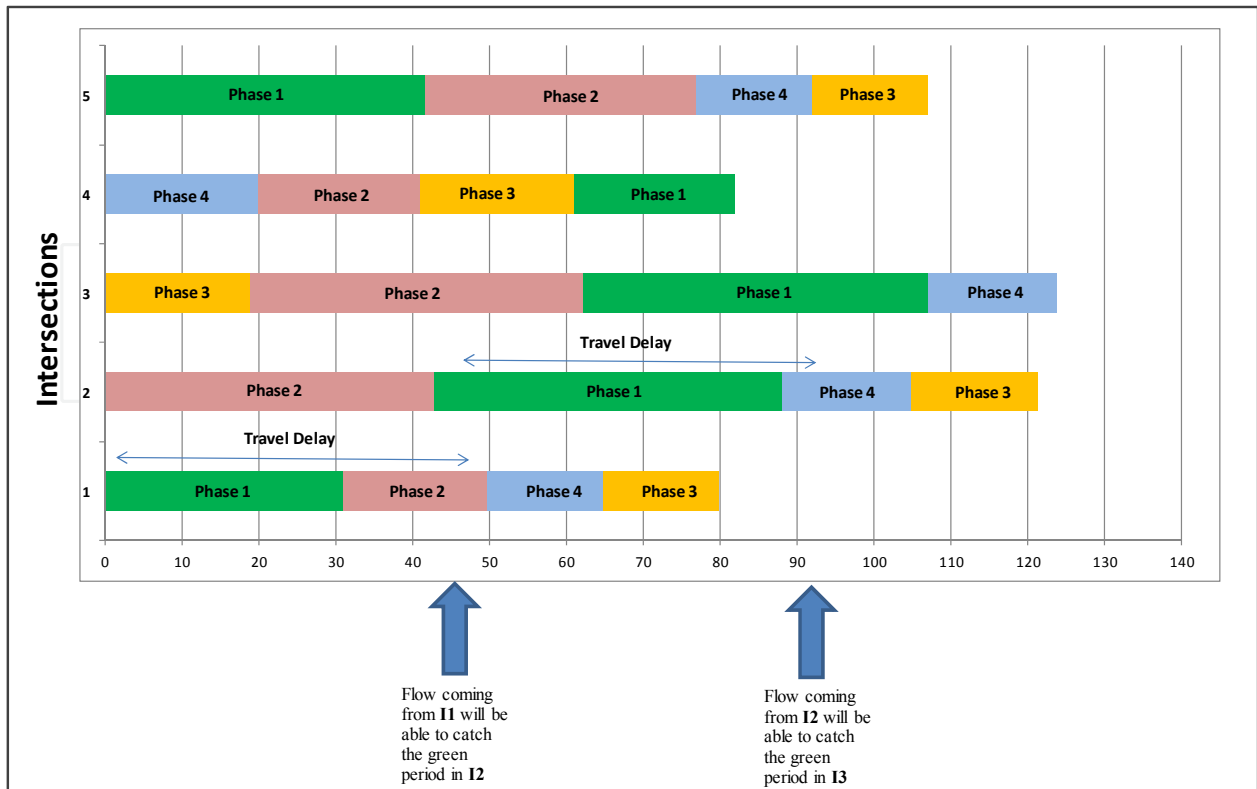 Intersections
5
Phase 1 Phase 2 Phase 4 Phase 3
4
Phase 4 Phase 2 Phase 3 Phase 1
3
Phase 3 Phase 2 Phase 1 Phase 4
Travel Delay
2
Phase 2 Phase 1 Phase 4 Phase 3
Travel Delay
1
Phase 1 Phase 2 Phase 4 Phase 3
0 10 20 30 40 50 60 70 80 90 100 110 120 130 140
Flow coming
from I1 will be
able to catch
the green
period in I2
Flow coming
from I2 will be
able to catch
the green
period in I3